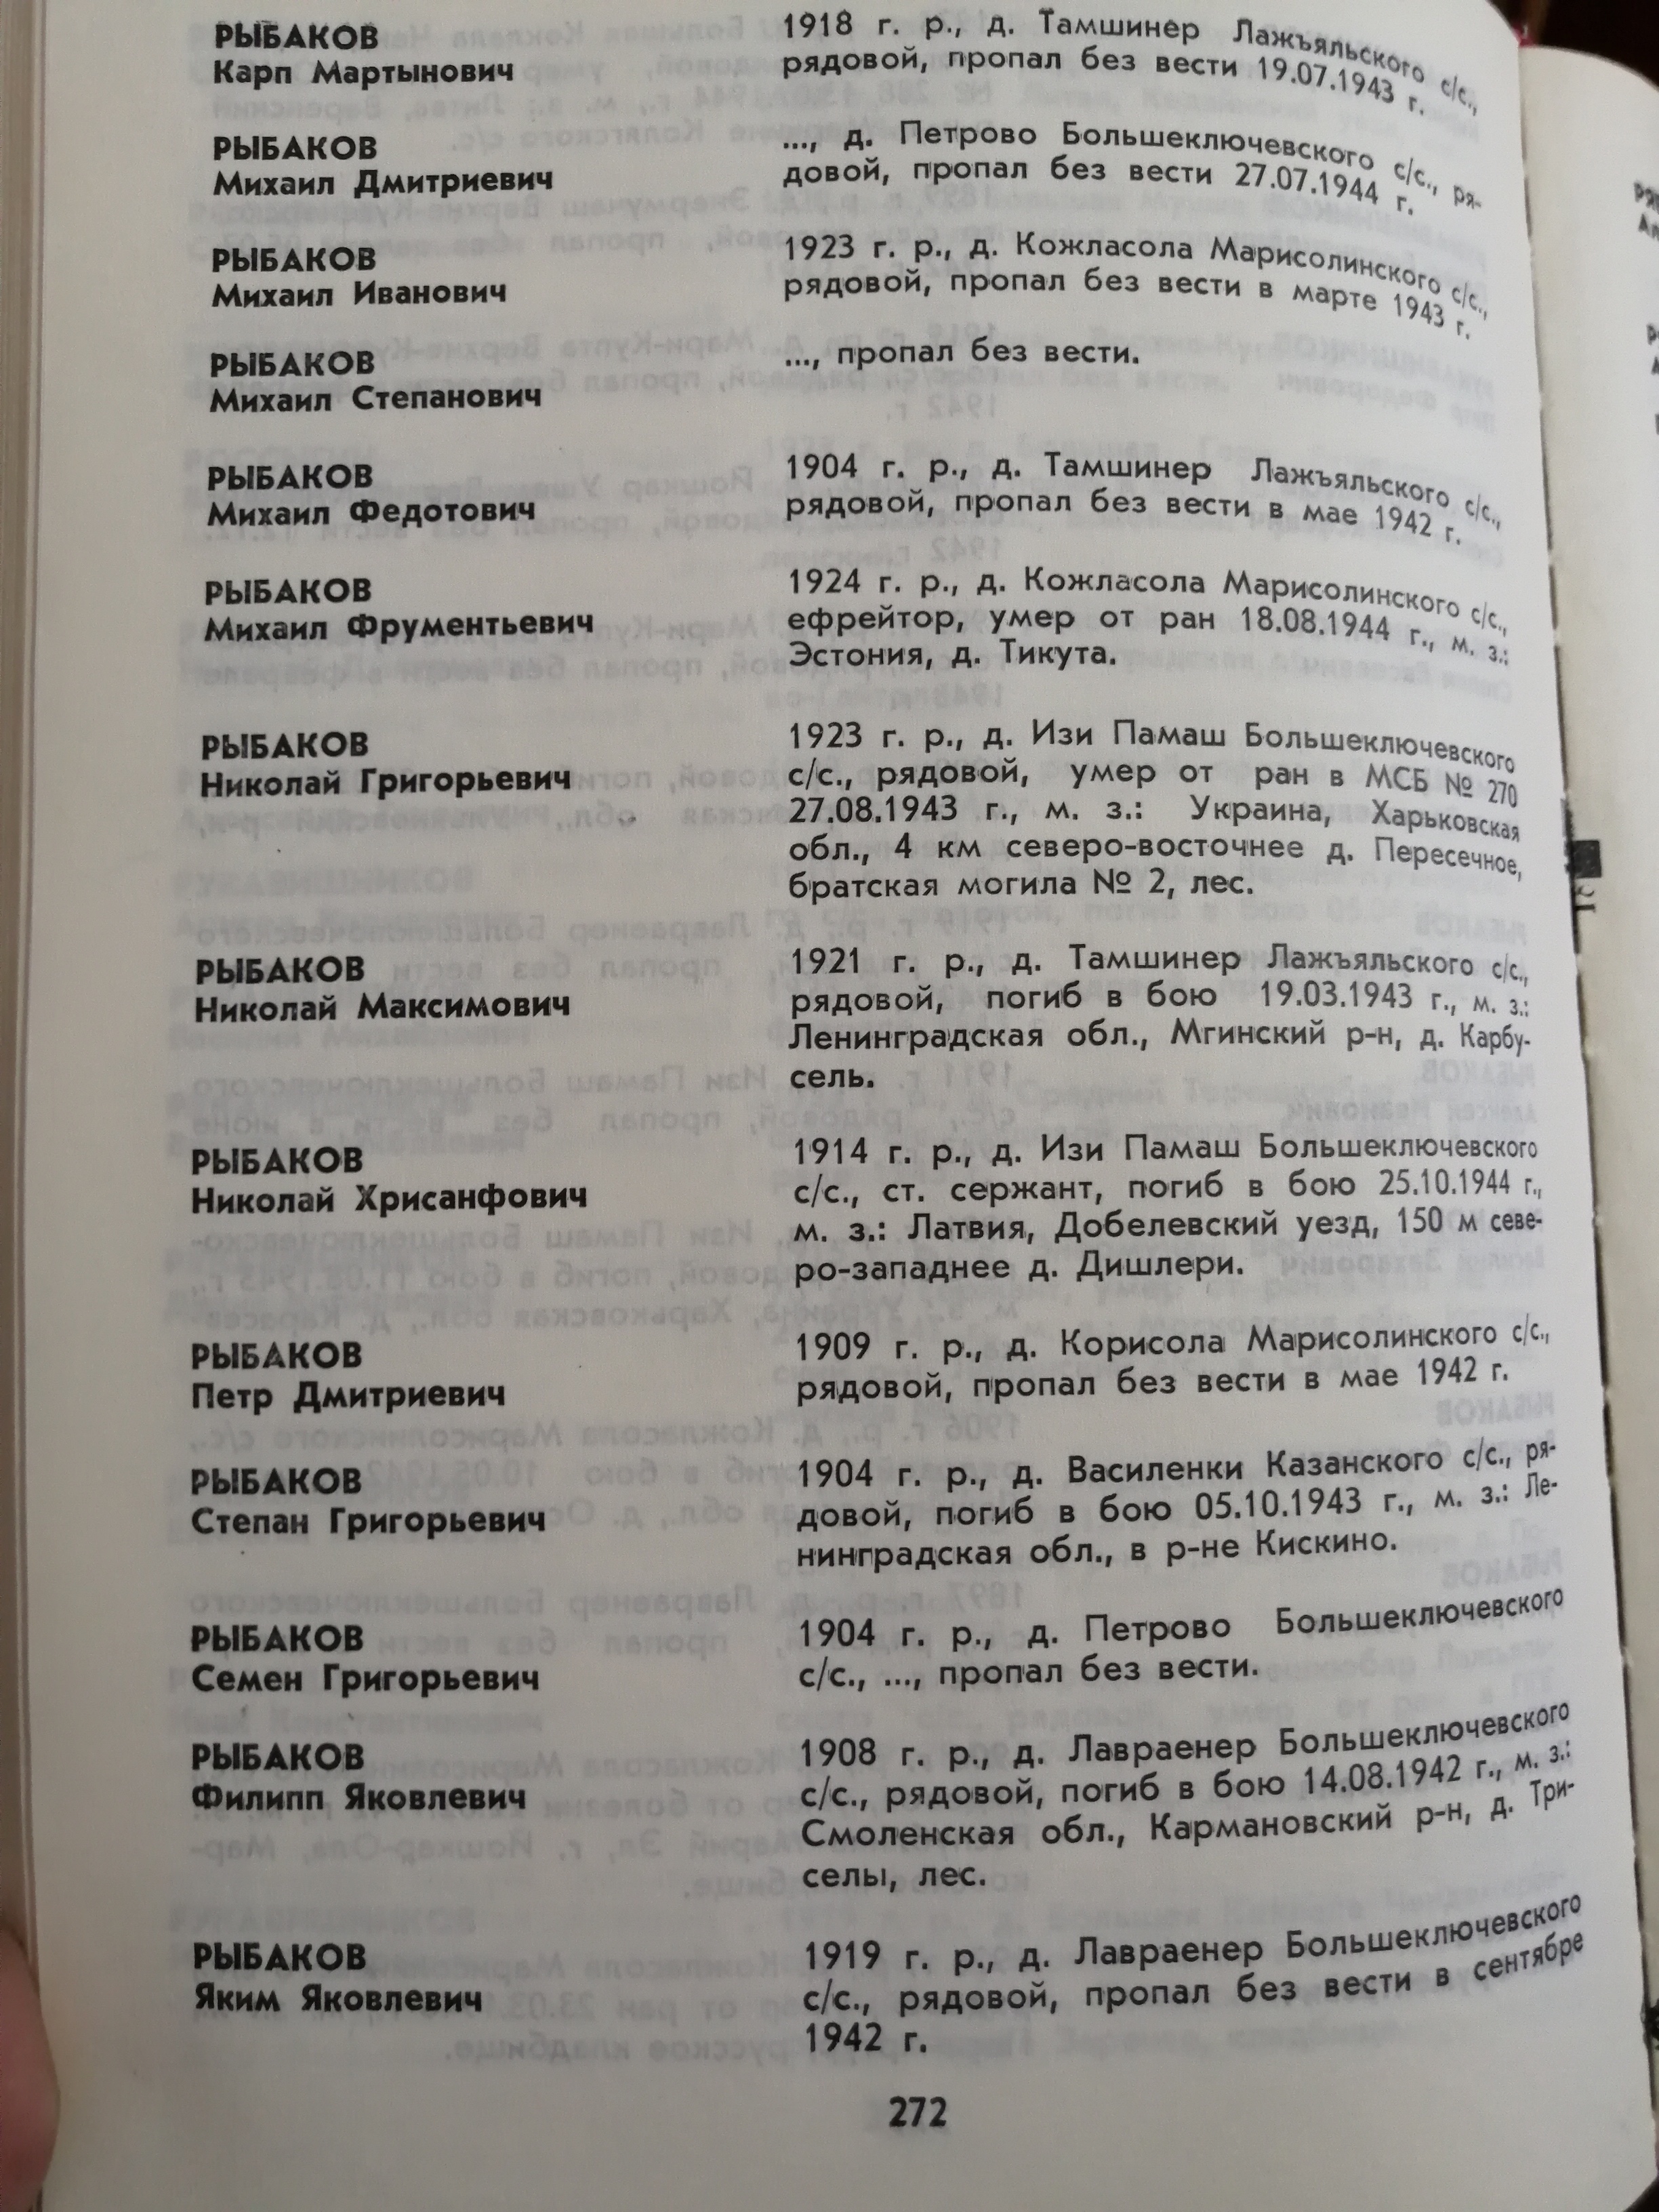 РЫБАКОВ
Карп Мартынович
1918 г. р., д. Тамшинер Лажъяльского с/с.,
рядовой, пропал без вести 19.07.1943 г.
РЫБАКОВ
Михаил Дмитриевич
..., д. Петрово Большеключевского с/с., ря-
довой, пропал без вести 27.07.1944 г.
РЫБАКОВ
Михаил Иванович
1923 г. р., д. Кожласола Марисолинского с/с.,
рядовой, пропал без вести в марте 1943 г.
РЫБАКОВ
Михаил Степанович
..., пропал без вести.
РЫБАКОВ
Михаил Федотович
1904 г. р., д. Тамшинер Лажъяльского с/с.,
рядовой, пропал без вести в мае 1942 г.
РЫБАКОВ
Михаил Фрументьевич
1924 г. р., д. Кожласола Марисолинского с/с.,
ефрейтор, умер от ран 18.08.1944 г., м. з.:
Эстония, д. Тикута.
РЫБАКОВ
Николай Григорьевич
1923 г. р., д. Изи Памаш Большеключевского
с/с., рядовой, умер от ран в МСБ № 270
27.08.1943 г., м. з.: Украина, Харьковская
обл., 4 км северо-восточнее д. Пересечное,
братская могила № 2, лес.
РЫБАКОВ
Николай Максимович
1921 г. р., д. Тамшинер Лажъяльского с/с.,
рядовой, погиб в бою 19.03.1943 г., м. з.:
Ленинградская обл., Мгинский р-н, д. Карбу-
сель.
РЫБАКОВ
Николай Хрисанфович
1914 г. р., д. Изи Памаш Большеключевского
с/с., ст. сержант, погиб в бою 25.10.1944 г.,
м. з.: Латвия, Добелевский уезд, 150 м севе-
ро-западнее д. Дишлери.
РЫБАКОВ
Петр Дмитриевич
1909 г. р., д. Корисола Марисолинского с/с.,
рядовой, пропал без вести в мае 1942 г.
РЫБАКОВ
Степан Григорьевич
1904 г. р., д. Василенки Казанского с/с., ря-
довой, погиб в бою 05.10.1943 г., м. з.: Ле-
нинградская обл., в р-не Кискино.
РЫБАКОВ
Семен Григорьевич
1904 г. р., д. Петрово Большеключевского
с/с., ..., пропал без вести.
РЫБАКОВ
Филипп Яковлевич
1908 г. р., д. Лавраенер Большеключевского
с/с., рядовой, погиб в бою 14.08.1942 г., м. з.:
Смоленская обл., Кармановский р-н, д. Три-
селы, лес.
РЫБАКОВ
Яким Яковлевич
1919 г. р., д. Лавраенер Большеключевского
с/с., рядовой, пропал без вести в сентябре
1942 г.
272